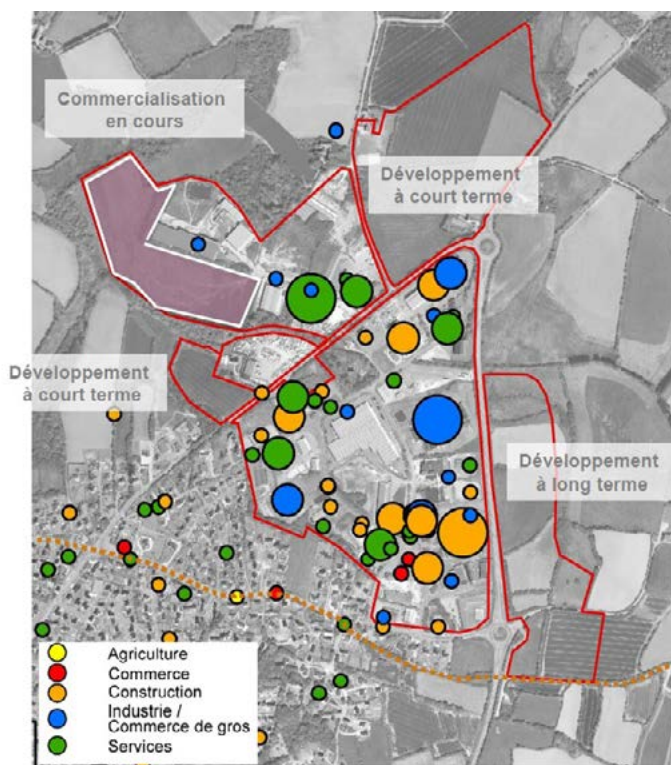 Commercialisation
en cours
Développement
à court terme
Développement
à court terme
Développement
à long terme
Agriculture
Commerce
Construction
Industrie /
Commerce de gros
Services